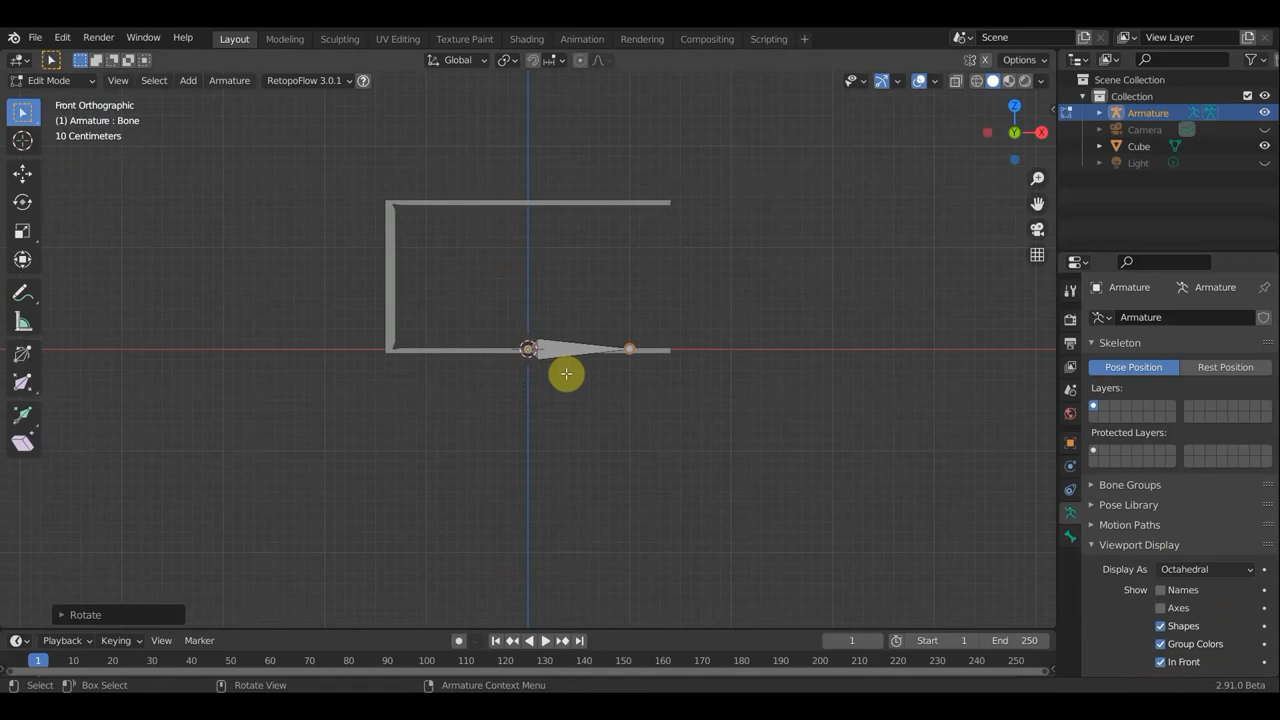 File Edit Render Window Help Layout Modeling Sculpting UV Editing Texture Paint Shading Animation Rendering Compositing Scripting + Scene View Layer
Global Options
Edit Mode View Select Add Armature RetopoFlow 3.0.1 ?
Scene Collection
Collection
Armature
Camera
Cube
Light
Front Orthographic
(1) Armature : Bone
10 Centimeters
Z
Y
X
Armature Armature
Armature
Skeleton
Pose Position Rest Position
Layers:
Protected Layers:
Bone Groups
Pose Library
Motion Paths
Viewport Display
Display As Octahedral
Show Names
Axes
Shapes
Group Colors
In Front
Rotate
Playback Keying View Marker 1 Start 1 End 250
1 10 20 30 40 50 60 70 80 90 100 110 120 130 140 150 160 170 180 190 200 210 220 230 240 250
Select Box Select Rotate View Armature Context Menu 2.91.0 Beta